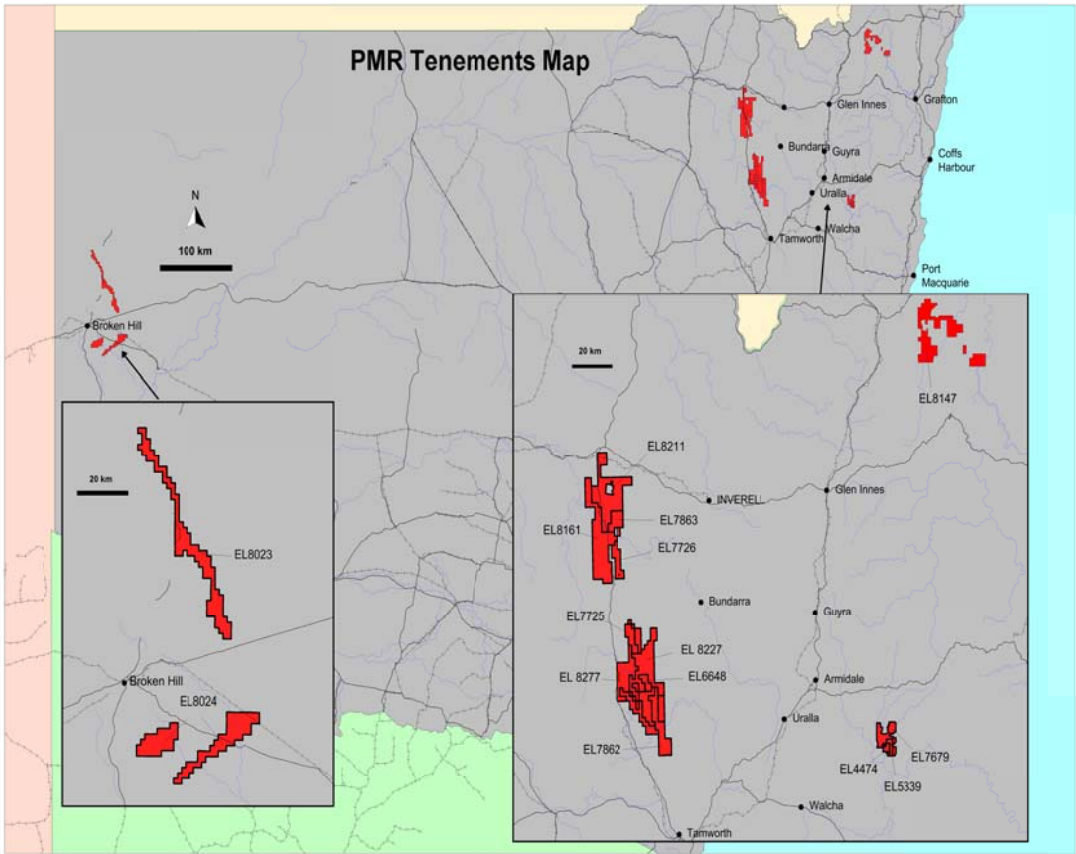 PMR Tenements Map
Glen Innes
Grafton
Bundarra
Guyra
Coffs
Harbour
Armidale
Uralla
N
100 km
Walcha
Tamworth
Port
Macquarie
Broken Hill
20 km
EL8023
Broken Hill
EL8024
20 km
EL8147
EL8211
Glen Innes
INVERELL
EL8161
EL7863
EL7726
Bundarra
Guyra
EL7725
EL 8227
EL 8277
EL6648
Armidale
Uralla
EL7862
EL7679
EL4474
EL5339
Walcha
Tamworth